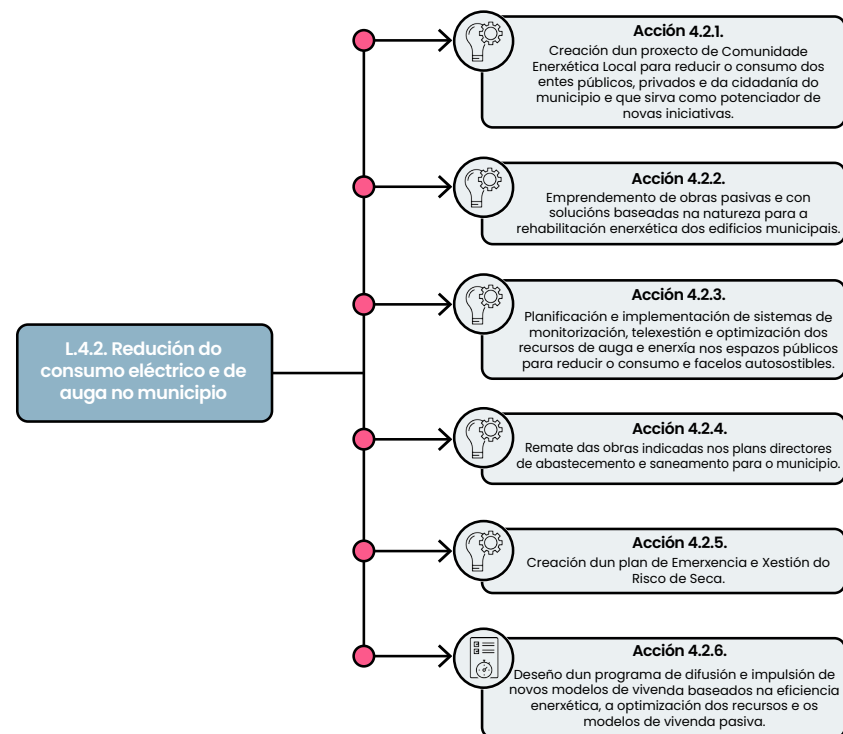 Acción 4.2.1.
Creación dun proxecto de Comunidade
Enerxética Local para reducir o consumo dos
entes públicos, privados e da cidadanía do
municipio e que sirva como potenciador de
novas iniciativas.
Acción 4.2.2.
Emprendemento de obras pasivas e con
solucións baseadas na natureza para a
rehabilitación enerxética dos edificios municipais.
Acción 4.2.3.
Planificación e implementación de sistemas de
monitorización, telexestión e optimización dos
recursos de auga e enerxía nos espazos públicos
para reducir o consumo e facelos autosostibles.
L.4.2. Redución do
consumo eléctrico e de
auga no municipio
Acción 4.2.4.
Remate das obras indicadas nos plans directores
de abastecemento e saneamento para o municipio.
Acción 4.2.5.
Creación dun plan de Emerxencia e Xestión do
Risco de Seca.
Acción 4.2.6.
Deseño dun programa de difusión e impulsión de
novos modelos de vivenda baseados na eficiencia
enerxética, a optimización dos recursos e os
modelos de vivenda pasiva.